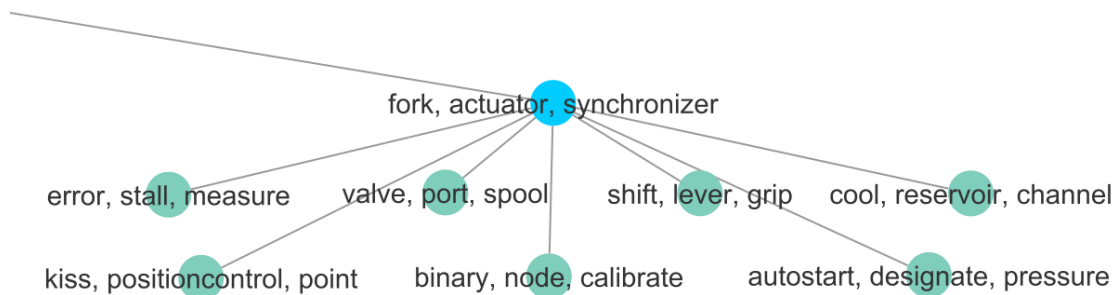 fork, actuator, synchronizer
error, stall, measure
valve, port, spool
shift, lever, grip
cool, reservoir, channel
kiss, positioncontrol, point
binary, node, calibrate
autostart, designate, pressure